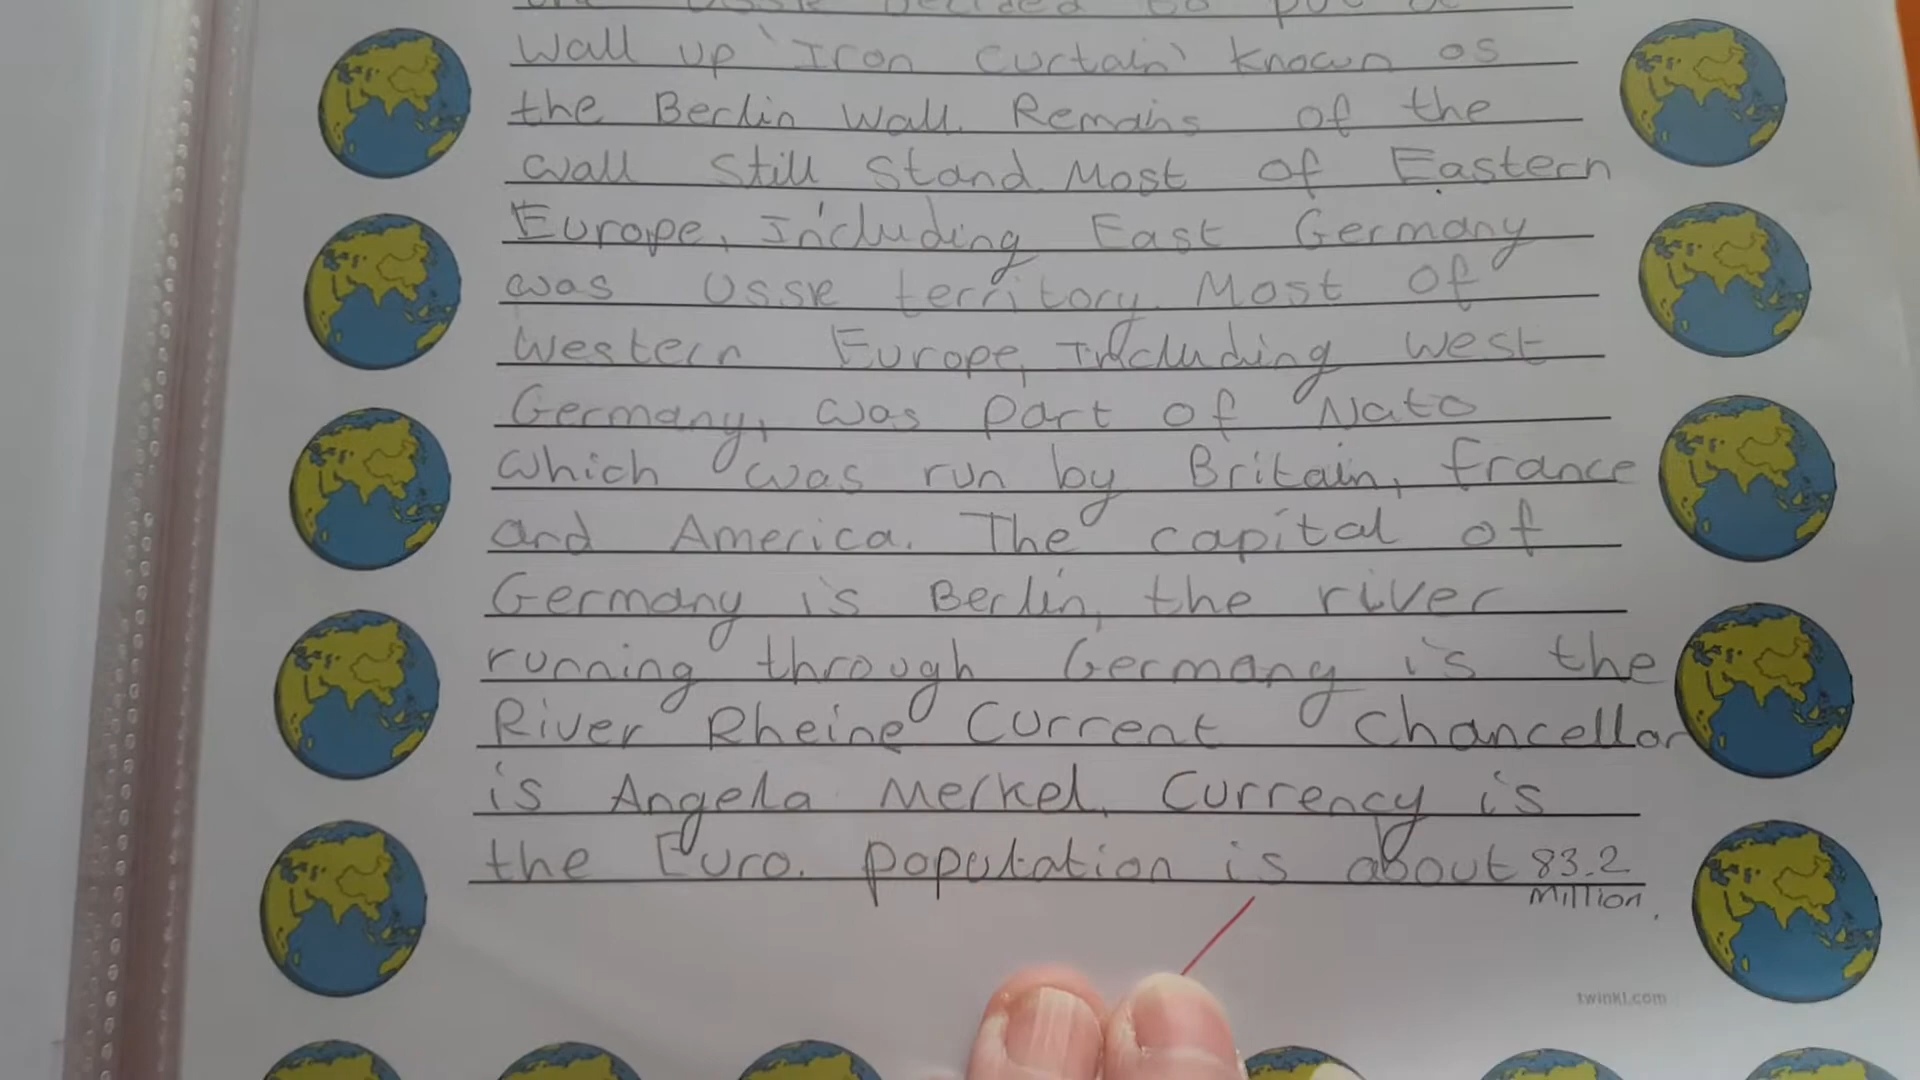 USSR decided to put a
Wall up 'Iron Curtain' known as
the Berlin Wall. Remains of the
wall still stand. Most of Eastern
Europe, Including East Germany
was USSR territory. Most of
Western Europe, Including West
Germany, was part of Nato
which was run by Britain, france
and America. The capital of
Germany is Berlin, the river
running through Germany is the
River Rheine Current Chancellor
is Angela Merkel. Currency is
the Euro. population is about 83.2
Million.
twinkl.com